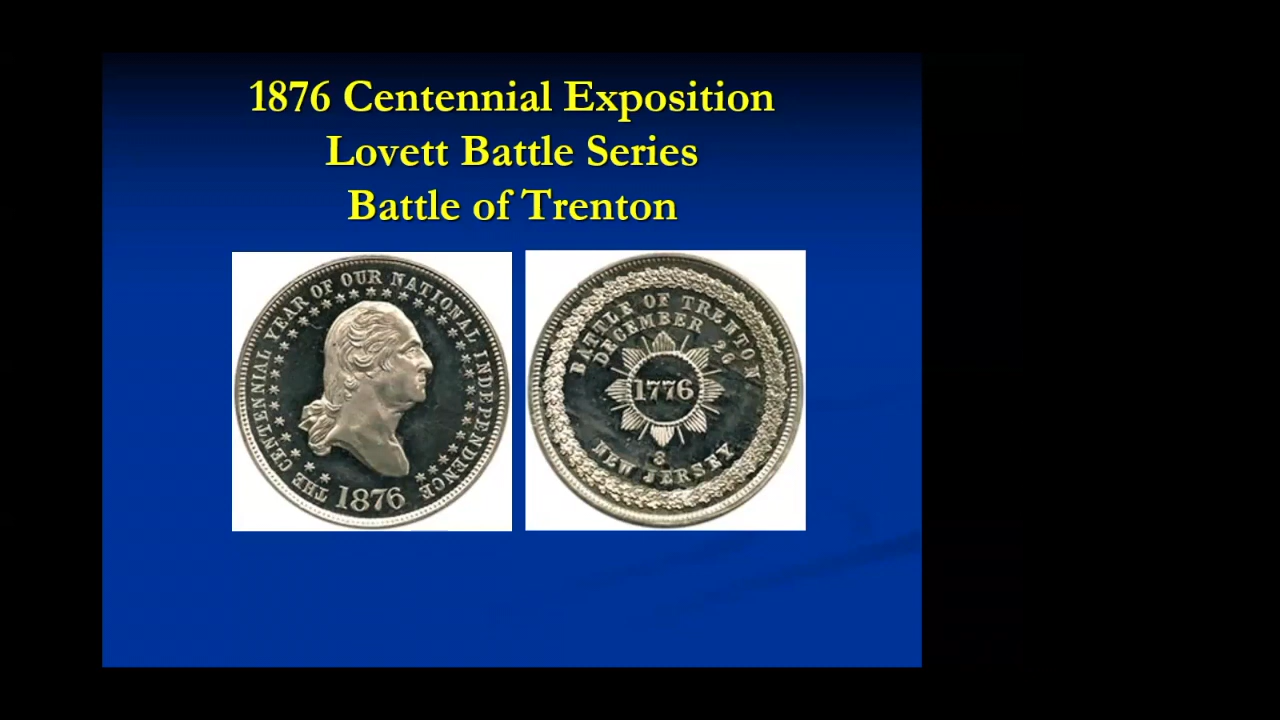 1876 Centennial Exposition
Lovett Battle Series
Battle of Trenton
THE CENTENNIAL YEAR OF OUR NATIONAL INDEPENDENCE
1876
BATTLE OF TRENTON
DECEMBER 26
1776
8
NEW JERSEY